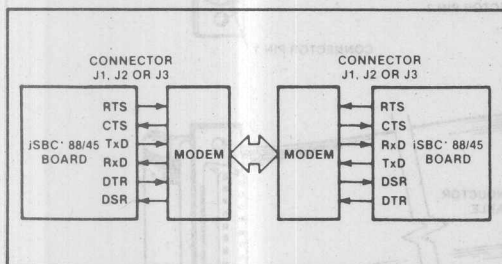 CONNECTOR
J1, J2 OR J3
iSBC' 88/45
BOARD
RTS
CTS
TxD
RxD
DTR
DSR
MODEM
MODEM
CONNECTOR
J1, J2 OR J3
RTS
CTS
RxD
TxD
DSR
DTR
iSBC' 88/45
BOARD